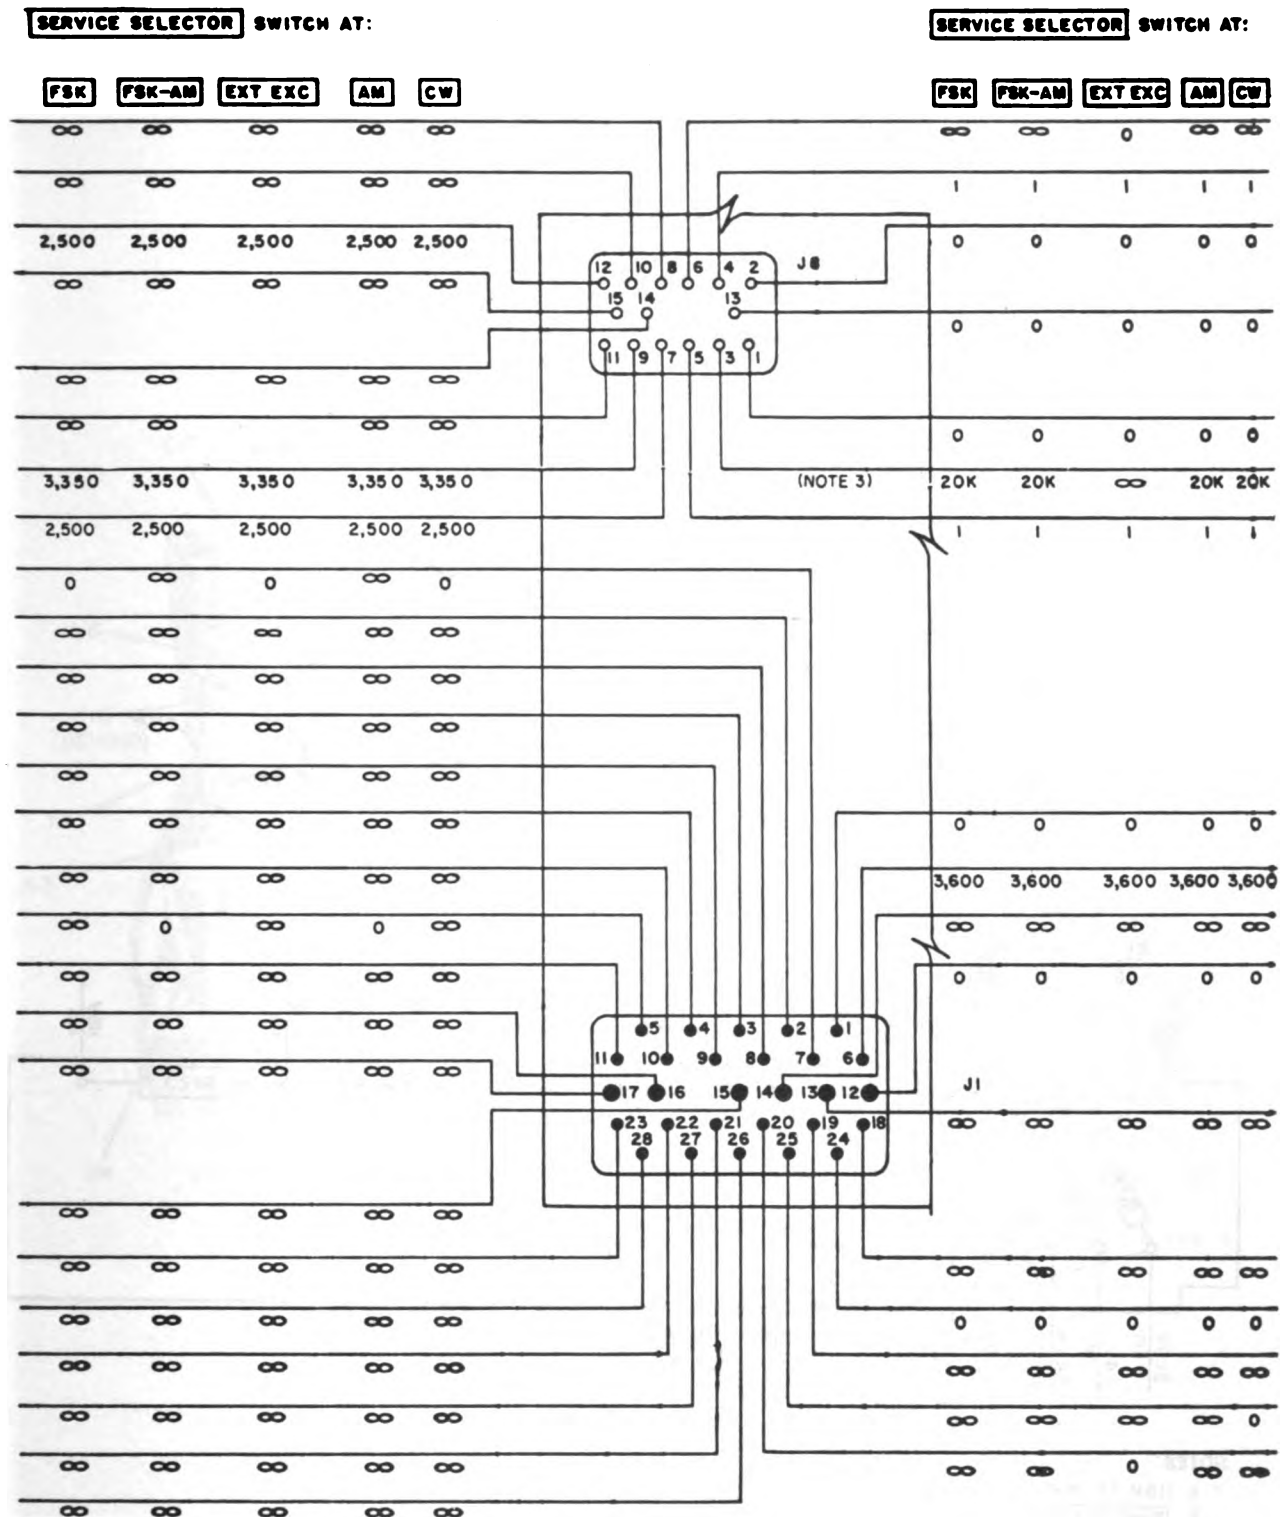 SERVICE SELECTOR SWITCH AT: SERVICE SELECTOR SWITCH AT:
FSK FSK-AM EXT EXC AM CW FSK FSK-AM EXT EXC AM CW
∞ ∞ ∞ ∞ ∞ ∞ ∞ 0 ∞ ∞
∞ ∞ ∞ ∞ ∞ 1 1 1 1 1
2,500 2,500 2,500 2,500 2,500 0 0 0 0 0
12 10 8 6 4 2 J8
∞ ∞ ∞ ∞ ∞
15 14 13
0 0 0 0 0
11 9 7 5 3 1
∞ ∞ ∞ ∞ ∞
∞ ∞ ∞ ∞ 0 0 0 0 0
3,350 3,350 3,350 3,350 3,350 (NOTE 3) 20K 20K ∞ 20K 20K
2,500 2,500 2,500 2,500 2,500 1 1 1 1 1
0 ∞ 0 ∞ 0
∞ ∞ ∞ ∞ ∞
∞ ∞ ∞ ∞ ∞
∞ ∞ ∞ ∞ ∞
∞ ∞ ∞ ∞ ∞
∞ ∞ ∞ ∞ ∞ 0 0 0 0 0
∞ ∞ ∞ ∞ ∞ 3,600 3,600 3,600 3,600 3,600
∞ 0 ∞ 0 ∞ ∞ ∞ ∞ ∞ ∞
∞ ∞ ∞ ∞ ∞ 0 0 0 0 0
∞ ∞ ∞ ∞ ∞
5 4 3 2 1
11 10 9 8 7 6
∞ ∞ ∞ ∞ ∞
17 16 15 14 13 12 J1
23 22 21 20 19 18
∞ ∞ ∞ ∞ ∞
28 27 26 25 24
∞ ∞ ∞ ∞ ∞
∞ ∞ ∞ ∞ ∞ ∞ ∞ ∞ ∞ ∞
∞ ∞ ∞ ∞ ∞ 0 0 0 0 0
∞ ∞ ∞ ∞ ∞ ∞ ∞ ∞ ∞ ∞
∞ ∞ ∞ ∞ ∞ ∞ ∞ ∞ ∞ 0
∞ ∞ ∞ ∞ ∞ ∞ ∞ 0 ∞ ∞
∞ ∞ ∞ ∞ ∞